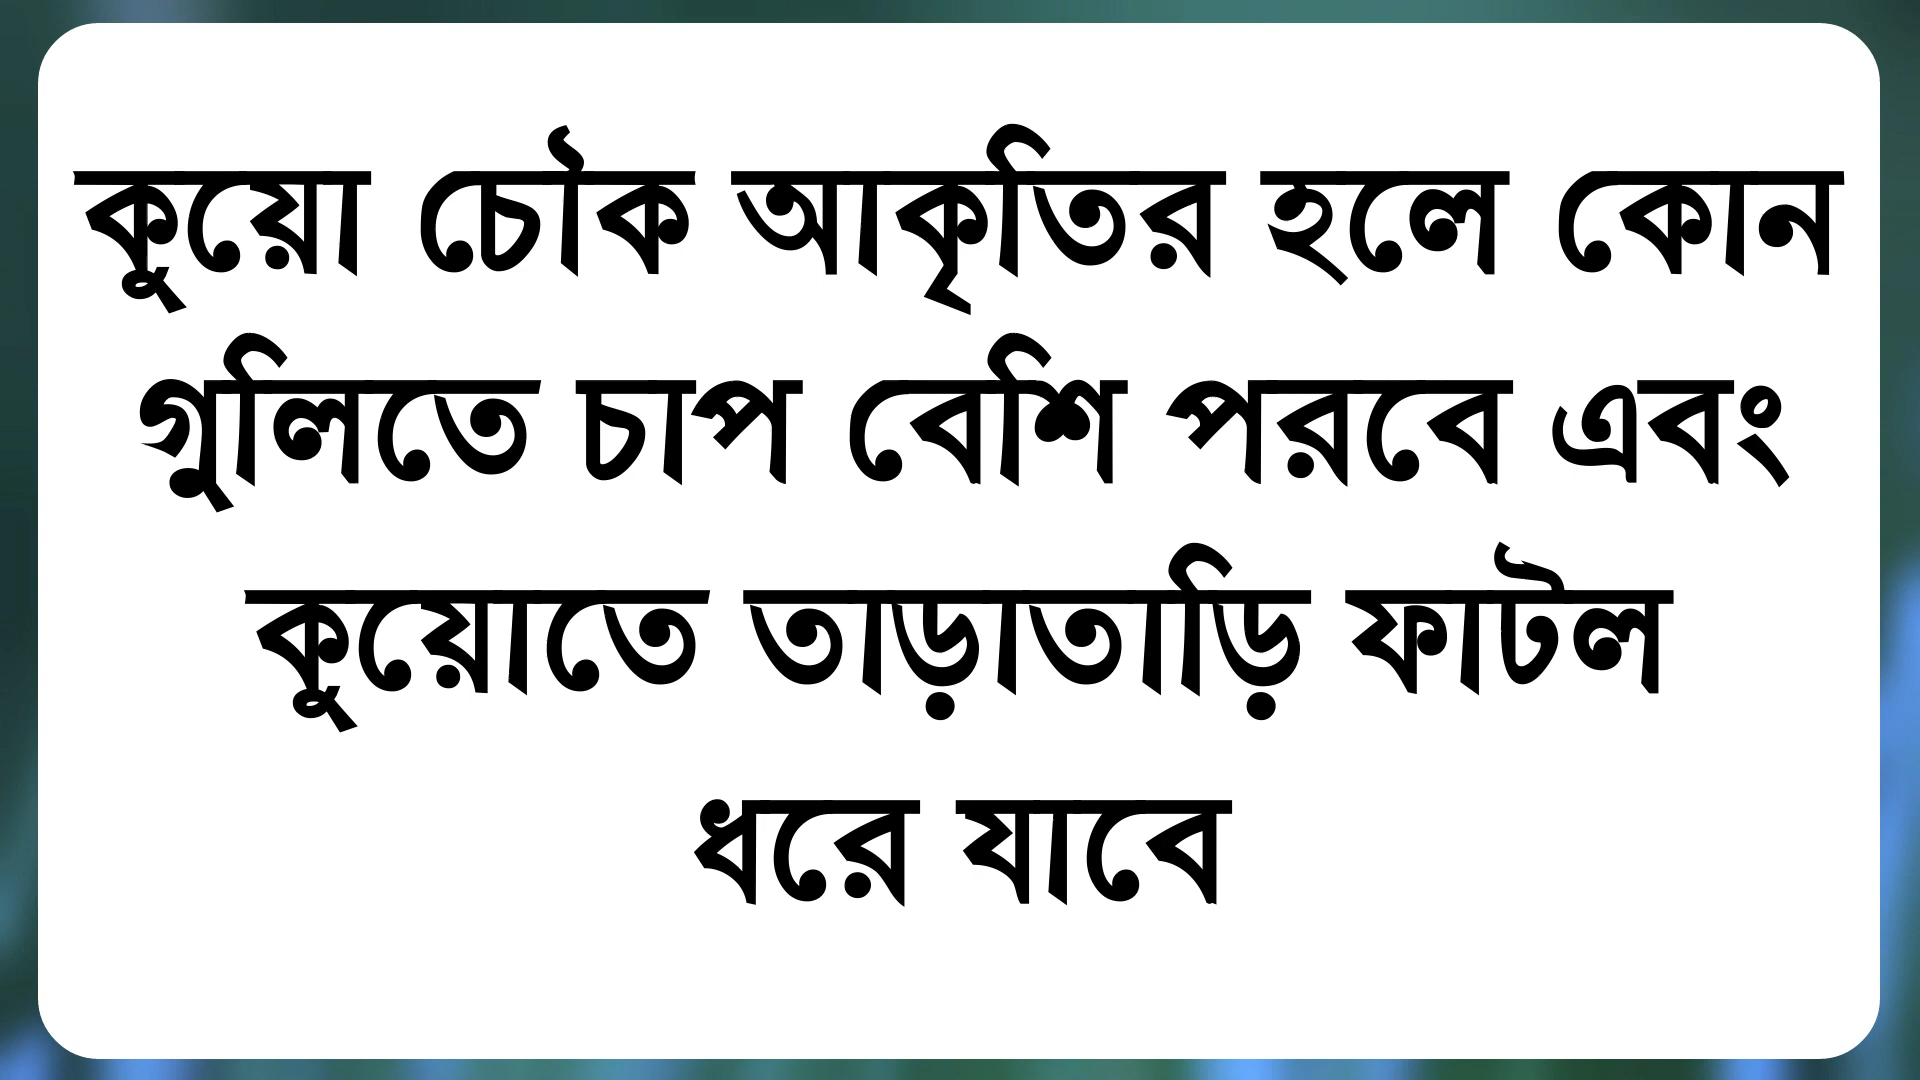 কুয়ো চৌক আকৃতির হলে কোন
গুলিতে চাপ বেশি পরবে এবং
কুয়োতে তাড়াতাড়ি ফাটল
ধরে যাবে